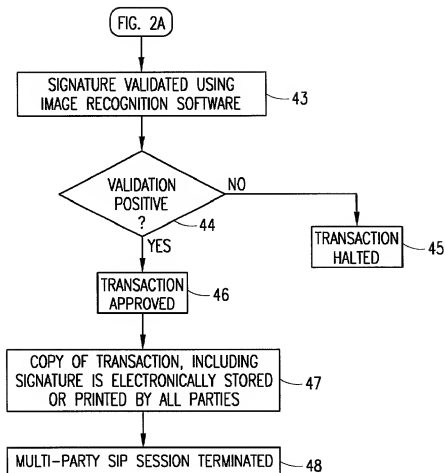 FIG. 2A
SIGNATURE VALIDATED USING
IMAGE RECOGNITION SOFTWARE
43
VALIDATION
POSITIVE
?
NO
44
YES
TRANSACTION
HALTED
45
TRANSACTION
APPROVED
46
COPY OF TRANSACTION, INCLUDING
SIGNATURE IS ELECTRONICALLY STORED
OR PRINTED BY ALL PARTIES
47
MULTI-PARTY SIP SESSION TERMINATED
48